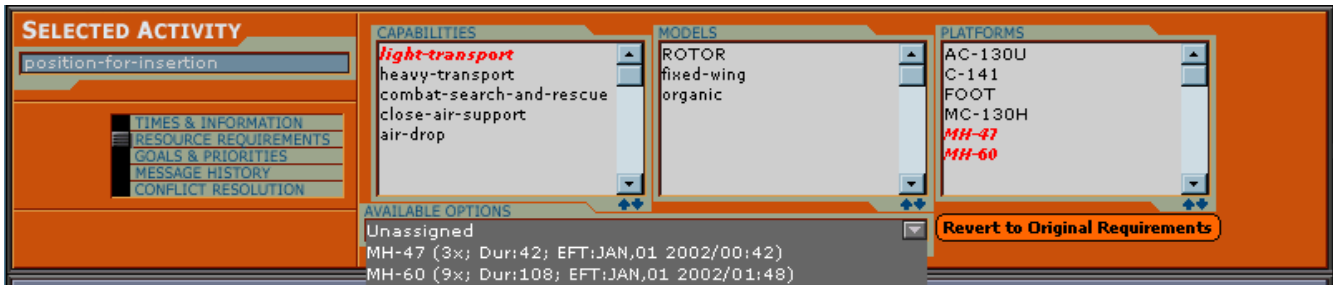 SELECTED ACTIVITY
position-for-insertion
TIMES & INFORMATION
RESOURCE REQUIREMENTS
GOALS & PRIORITIES
MESSAGE HISTORY
CONFLICT RESOLUTION
CAPABILITIES
light-transport
heavy-transport
combat-search-and-rescue
close-air-support
air-drop
MODELS
ROTOR
fixed-wing
organic
PLATFORMS
AC-130U
C-141
FOOT
MC-130H
MH-47
MH-60
AVAILABLE OPTIONS
Unassigned
MH-47 (3x; Dur:42; EFT:JAN,01 2002/00:42)
MH-60 (9x; Dur:108; EFT:JAN,01 2002/01:48)
Revert to Original Requirements